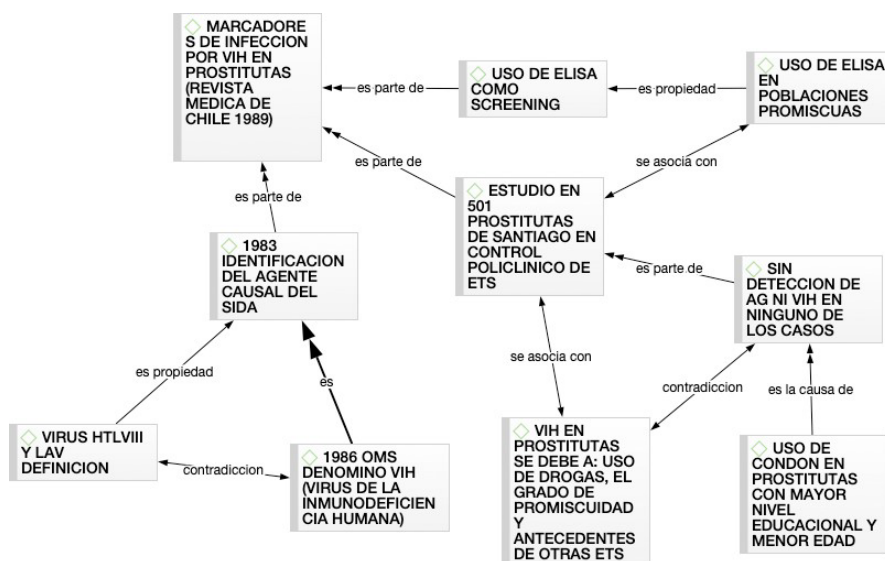 MARCADORE
S DE INFECCION
POR VIH EN
PROSTITUTAS
(REVISTA
MEDICA DE
CHILE 1989)
es parte de
USO DE ELISA
COMO
SCREENING
es propiedad
USO DE ELISA
EN
POBLACIONES
PROMISCUAS
es parte de
se asocia con
es parte de
ESTUDIO EN
501
PROSTITUTAS
DE SANTIAGO EN
CONTROL
POLICLINICO DE
ETS
1983
IDENTIFICACION
DEL AGENTE
CAUSAL DEL
SIDA
es parte de
SIN
DETECCION DE
AG NI VIH EN
NINGUNO DE
LOS CASOS
es propiedad
es
se asocia con
contradiccion
es la causa de
VIRUS HTLVIII
Y LAV
DEFINICION
contradiccion
1986 OMS
DENOMINO VIH
(VIRUS DE LA
INMUNODEFICIEN
CIA HUMANA)
VIH EN
PROSTITUTAS
SE DEBE A: USO
DE DROGAS, EL
GRADO DE
PROMISCUIDAD
Y
ANTECEDENTES
DE OTRAS ETS
USO DE
CONDON EN
PROSTITUTAS
CON MAYOR
NIVEL
EDUCACIONAL Y
MENOR EDAD